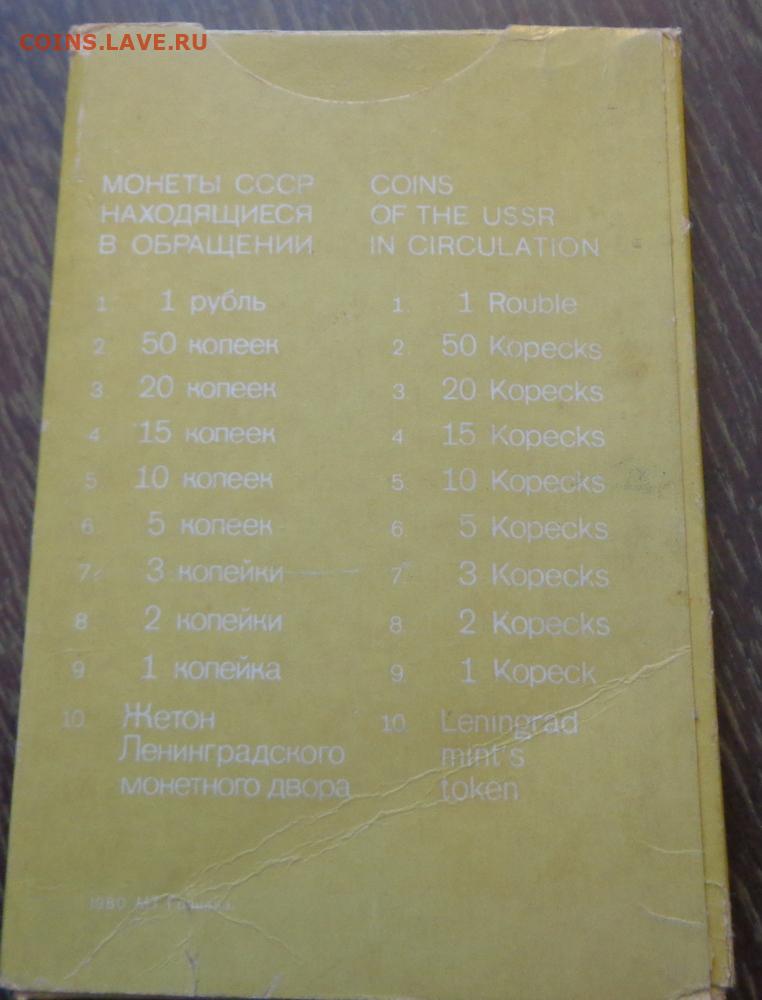 COINS.LAVE.RU
МОНЕТЫ СССР
НАХОДЯЩИЕСЯ
В ОБРАЩЕНИИ
1. 1 рубль
2. 50 копеек
3. 20 копеек
4. 15 копеек
5. 10 копеек
6. 5 копеек
7. 3 копейки
8. 2 копейки
9. 1 копейка
10. Жетон
Ленинградского
монетного двора
COINS
OF THE USSR
IN CIRCULATION
1. 1 Rouble
2. 50 Kopecks
3. 20 Kopecks
4. 15 Kopecks
5. 10 Kopecks
6. 5 Kopecks
7. 3 Kopecks
8. 2 Kopecks
9. 1 Kopeck
10. Leningrad
mint's
token
1980